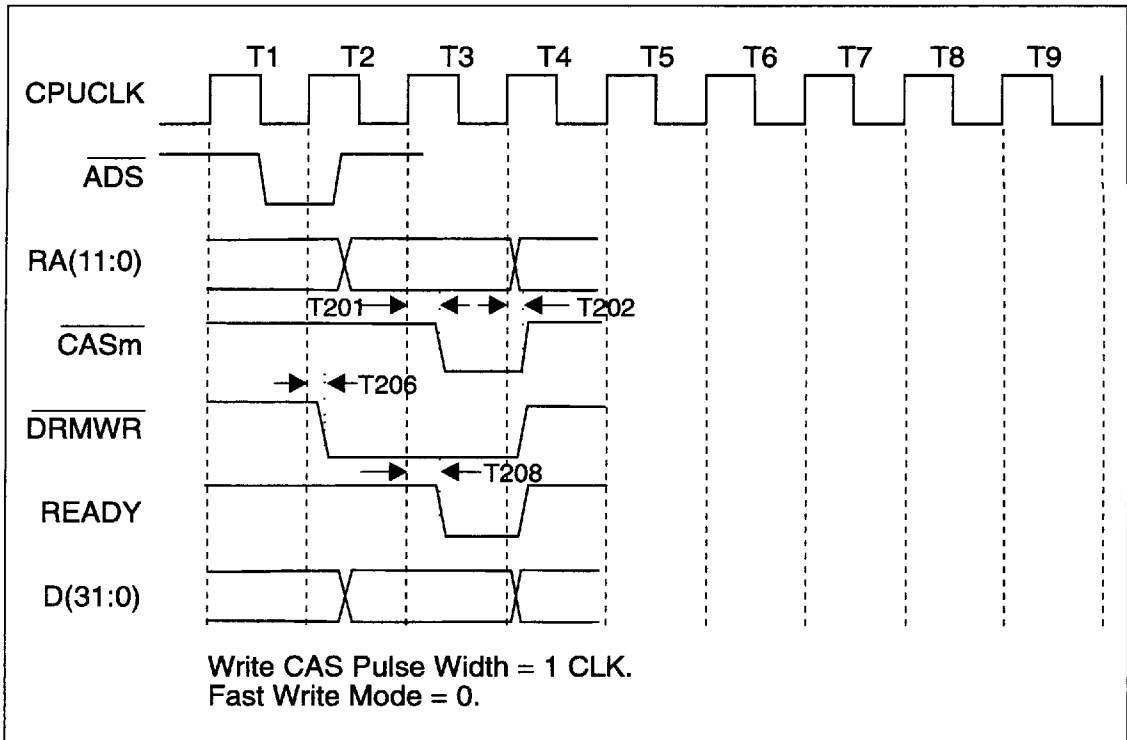 T1 T2 T3 T4 T5 T6 T7 T8 T9
CPUCLK
ADS
RA(11:0)
T201 T202
CASm
T206
DRMWR
T208
READY
D(31:0)
Write CAS Pulse Width = 1 CLK.
Fast Write Mode = 0.